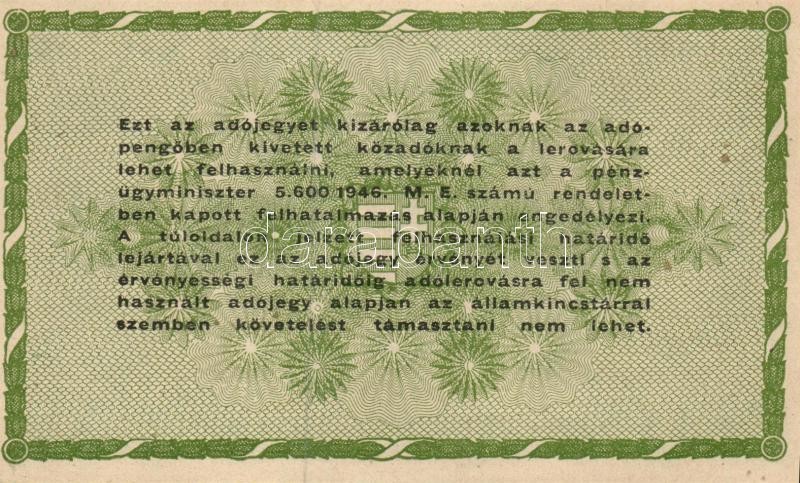 Ezt az adójegyet kizárólag azoknak az adó-
pengőben kivetett közadóknak a lerovására
lehet felhasználni, amelyeknél azt a pénz-
ügyminiszter 5.600 1946. M. E. számú rendelet-
ben kapott felhatalmazás alapján engedélyezi.
A túloldalon jelzett felhasználási határidő
lejártával ez az adójegy érvényét veszti s az
érvényességi határidőig adólerovásra fel nem
használt adójegy alapján az államkincstárral
szemben követelést támasztani nem lehet.
darabanth